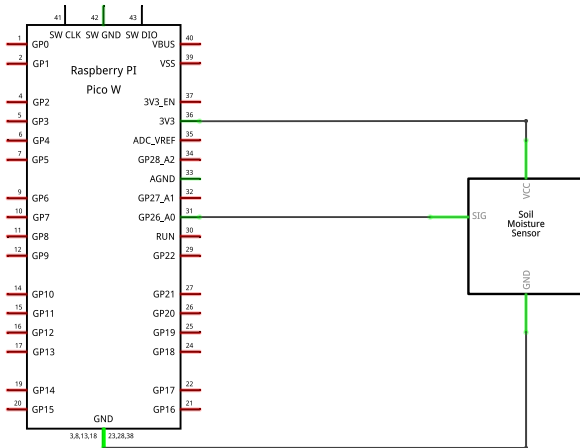 41 42 43
SW CLK SW GND SW DIO
1 GP0 VBUS 40
2 GP1 VSS 39
Raspberry PI
Pico W
4 GP2 3V3_EN 37
5 GP3 3V3 36
6 GP4 ADC_VREF 35
7 GP5 GP28_A2 34
AGND 33
9 GP6 GP27_A1 32
10 GP7 GP26_A0 31
11 GP8 RUN 30
12 GP9 GP22 29
14 GP10 GP21 27
15 GP11 GP20 26
16 GP12 GP19 25
17 GP13 GP18 24
19 GP14 GP17 22
20 GP15 GP16 21
GND
3,8,13,18 23,28,38
VCC
SIG
Soil
Moisture
Sensor
GND